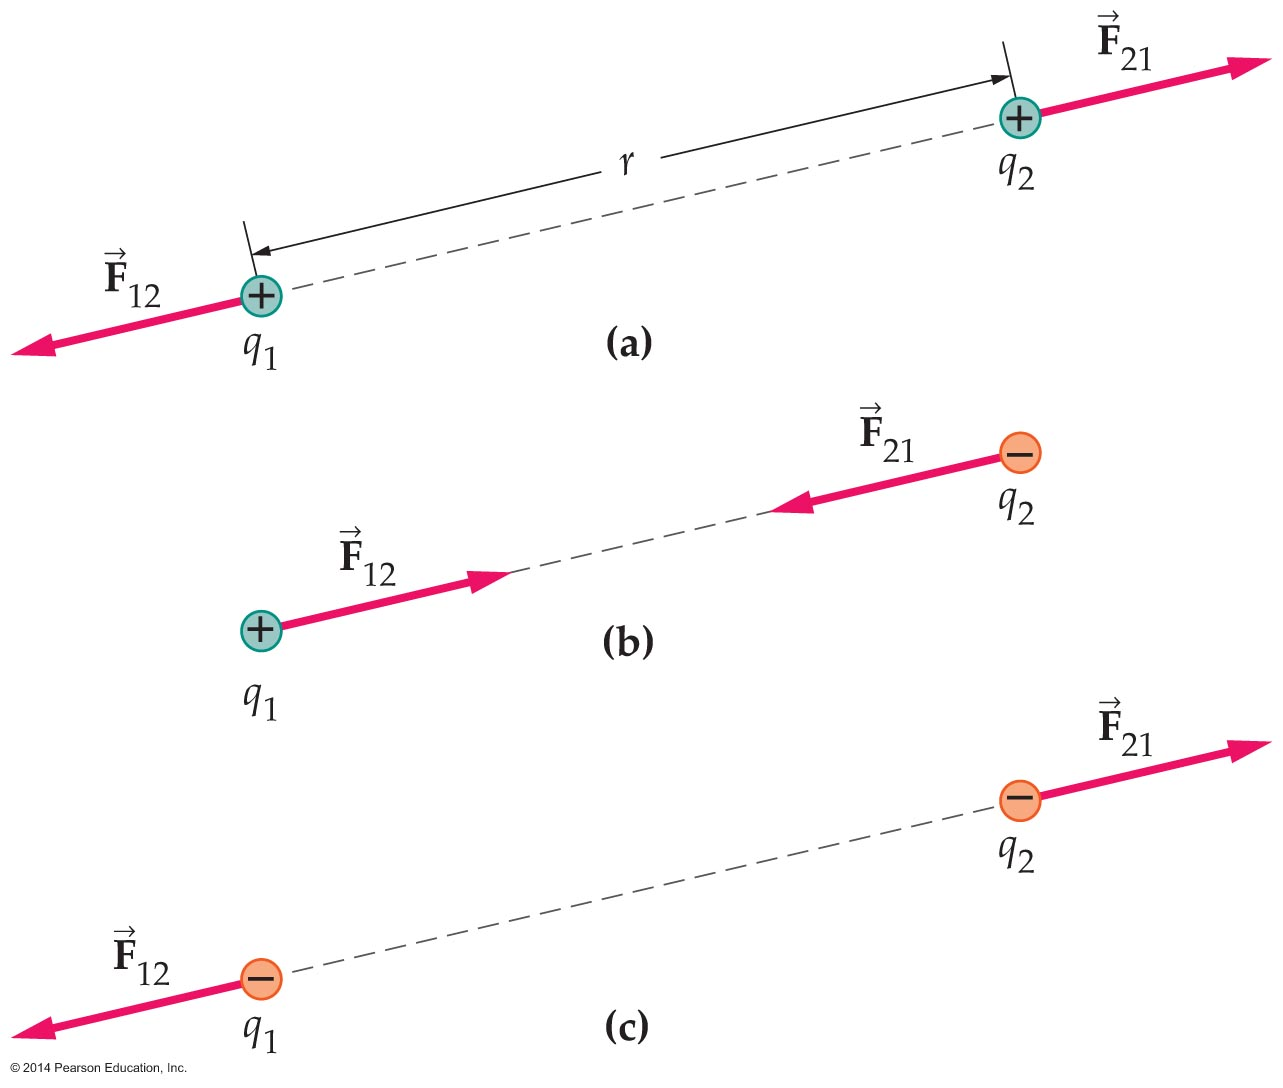 F⃗₂₁
r
+
q₂
F⃗₁₂
+
q₁
(a)
F⃗₂₁
−
q₂
F⃗₁₂
+
q₁
(b)
F⃗₂₁
−
q₂
F⃗₁₂
−
q₁
(c)
© 2014 Pearson Education, Inc.